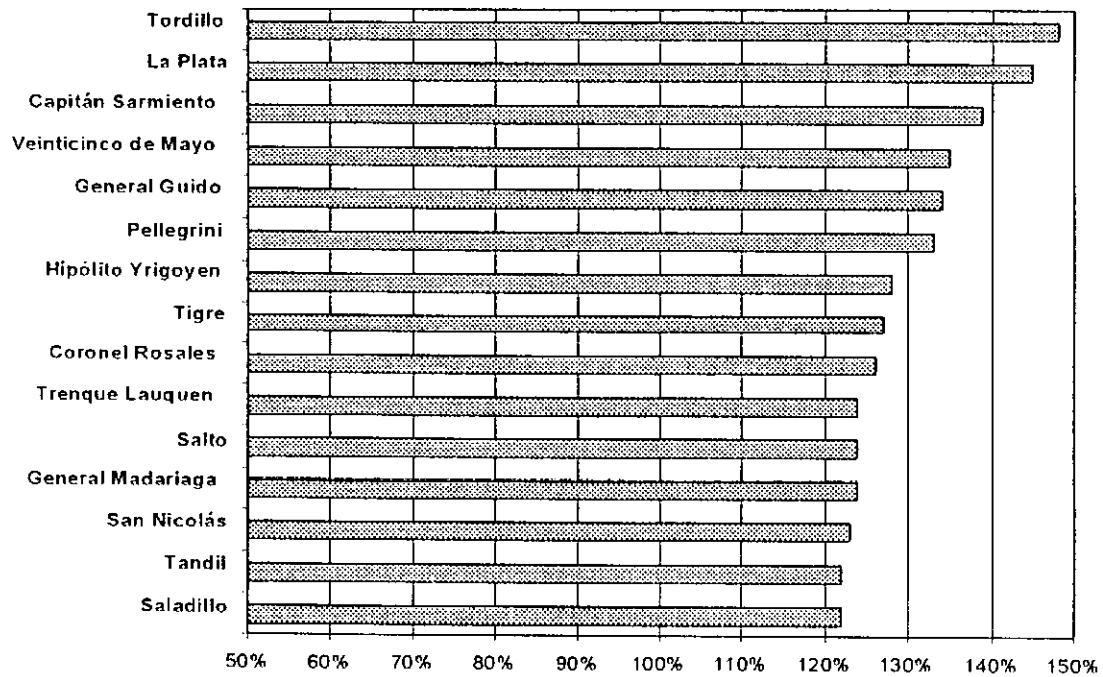 Tordillo
La Plata
Capitán Sarmiento
Veinticinco de Mayo
General Guido
Pellegrini
Hipólito Yrigoyen
Tigre
Coronel Rosales
Trenque Lauquen
Salto
General Madariaga
San Nicolás
Tandil
Saladillo
50% 60% 70% 80% 90% 100% 110% 120% 130% 140% 150%